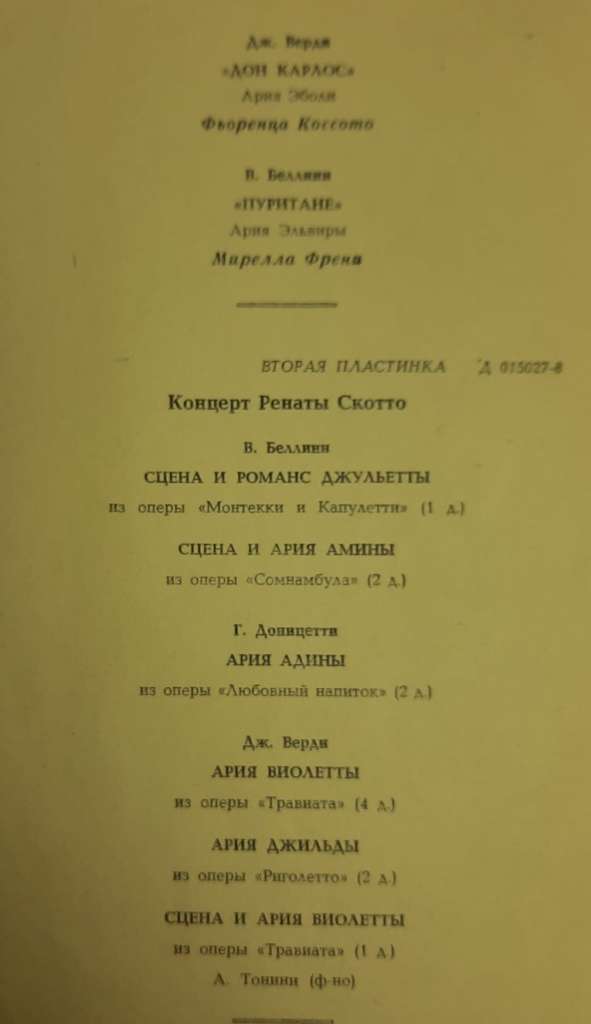 Дж. Верди
«ДОН КАРЛОС»
Ария Эболи
Фьоренца Коссото
В. Беллини
«ПУРИТАНЕ»
Ария Эльвиры
Мирелла Френи
ВТОРАЯ ПЛАСТИНКА Д 015027-8
Концерт Ренаты Скотто
В. Беллини
СЦЕНА И РОМАНС ДЖУЛЬЕТТЫ
из оперы «Монтекки и Капулетти» (1 д.)
СЦЕНА И АРИЯ АМИНЫ
из оперы «Сомнамбула» (2 д.)
Г. Доницетти
АРИЯ АДИНЫ
из оперы «Любовный напиток» (2 д.)
Дж. Верди
АРИЯ ВИОЛЕТТЫ
из оперы «Травиата» (4 д.)
АРИЯ ДЖИЛЬДЫ
из оперы «Риголетто» (2 д.)
СЦЕНА И АРИЯ ВИОЛЕТТЫ
из оперы «Травиата» (1 д.)
А. Тонини (ф-но)